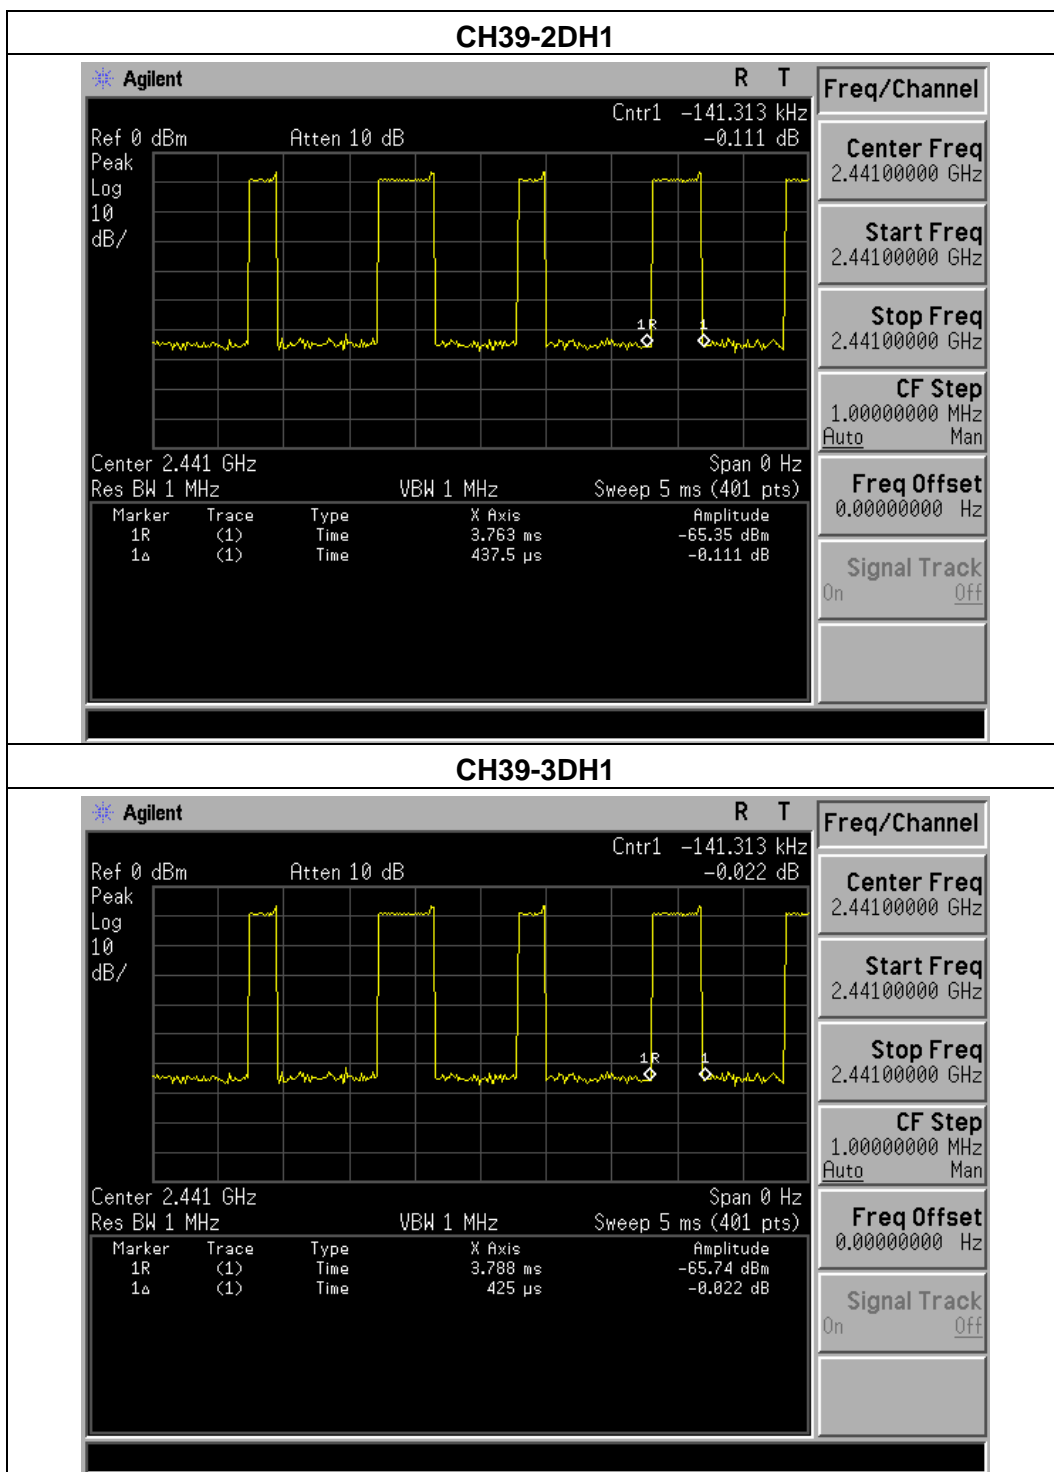 CH39-2DH1
Agilent R T
Freq/Channel
Cntr1 -141.313 kHz
Ref 0 dBm Atten 10 dB -0.111 dB
Peak
Log
10
dB/
1R 1
Center 2.441 GHz Span 0 Hz
Res BW 1 MHz VBW 1 MHz Sweep 5 ms (401 pts)
Marker Trace Type X Axis Amplitude
1R (1) Time 3.763 ms -65.35 dBm
1Δ (1) Time 437.5 µs -0.111 dB
Center Freq
2.44100000 GHz
Start Freq
2.44100000 GHz
Stop Freq
2.44100000 GHz
CF Step
1.00000000 MHz
Auto Man
Freq Offset
0.00000000 Hz
Signal Track
On Off
CH39-3DH1
Agilent R T
Freq/Channel
Cntr1 -141.313 kHz
Ref 0 dBm Atten 10 dB -0.022 dB
Peak
Log
10
dB/
1R 1
Center 2.441 GHz Span 0 Hz
Res BW 1 MHz VBW 1 MHz Sweep 5 ms (401 pts)
Marker Trace Type X Axis Amplitude
1R (1) Time 3.788 ms -65.74 dBm
1Δ (1) Time 425 µs -0.022 dB
Center Freq
2.44100000 GHz
Start Freq
2.44100000 GHz
Stop Freq
2.44100000 GHz
CF Step
1.00000000 MHz
Auto Man
Freq Offset
0.00000000 Hz
Signal Track
On Off